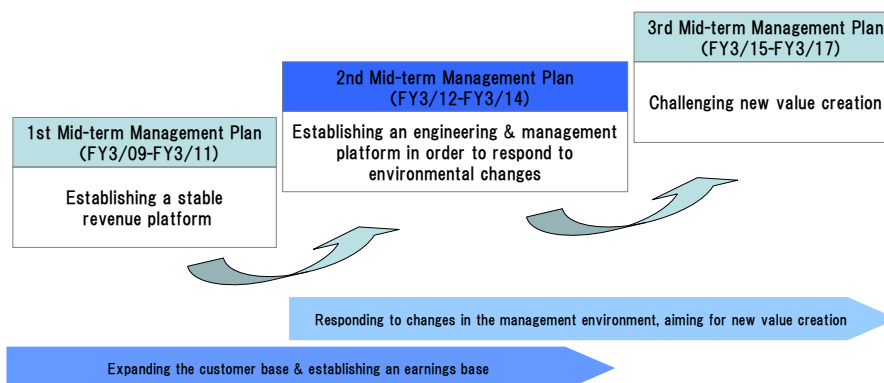 1st Mid-term Management Plan
(FY3/09-FY3/11)
Establishing a stable
revenue platform
2nd Mid-term Management Plan
(FY3/12-FY3/14)
Establishing an engineering & management
platform in order to respond to
environmental changes
3rd Mid-term Management Plan
(FY3/15-FY3/17)
Challenging new value creation
Responding to changes in the management environment, aiming for new value creation
Expanding the customer base & establishing an earnings base